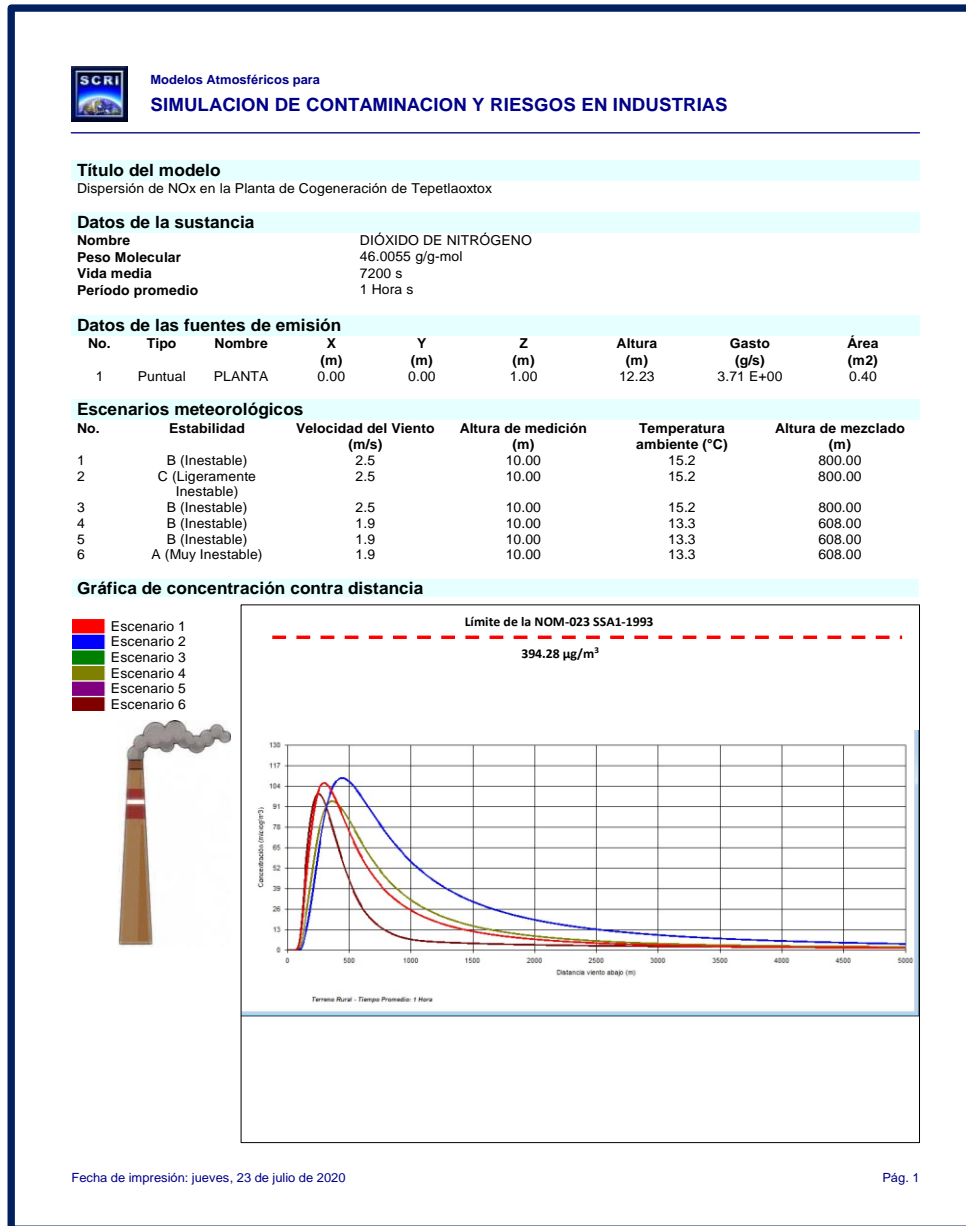 SCRI
Modelos Atmosféricos para
SIMULACION DE CONTAMINACION Y RIESGOS EN INDUSTRIAS
Título del modelo
Dispersión de NOx en la Planta de Cogeneración de Tepetlaoxtox
Datos de la sustancia
Nombre DIÓXIDO DE NITRÓGENO
Peso Molecular 46.0055 g/g-mol
Vida media 7200 s
Período promedio 1 Hora s
Datos de las fuentes de emisión
No. Tipo Nombre X Y Z Altura Gasto Área
(m) (m) (m) (m) (g/s) (m2)
1 Puntual PLANTA 0.00 0.00 1.00 12.23 3.71 E+00 0.40
Escenarios meteorológicos
No. Estabilidad Velocidad del Viento Altura de medición Temperatura Altura de mezclado
(m/s) (m) ambiente (°C) (m)
1 B (Inestable) 2.5 10.00 15.2 800.00
2 C (Ligeramente 2.5 10.00 15.2 800.00
Inestable)
3 B (Inestable) 2.5 10.00 15.2 800.00
4 B (Inestable) 1.9 10.00 13.3 608.00
5 B (Inestable) 1.9 10.00 13.3 608.00
6 A (Muy Inestable) 1.9 10.00 13.3 608.00
Gráfica de concentración contra distancia
Escenario 1
Escenario 2
Escenario 3
Escenario 4
Escenario 5
Escenario 6
Límite de la NOM-023 SSA1-1993
394.28 µg/m³
130
117
104
91
78
65
52
39
26
13
0
Concentración (microg/m^3)
0 500 1000 1500 2000 2500 3000 3500 4000 4500 5000
Distancia viento abajo (m)
Terreno Rural - Tiempo Promedio: 1 Hora
Fecha de impresión: jueves, 23 de julio de 2020 Pág. 1